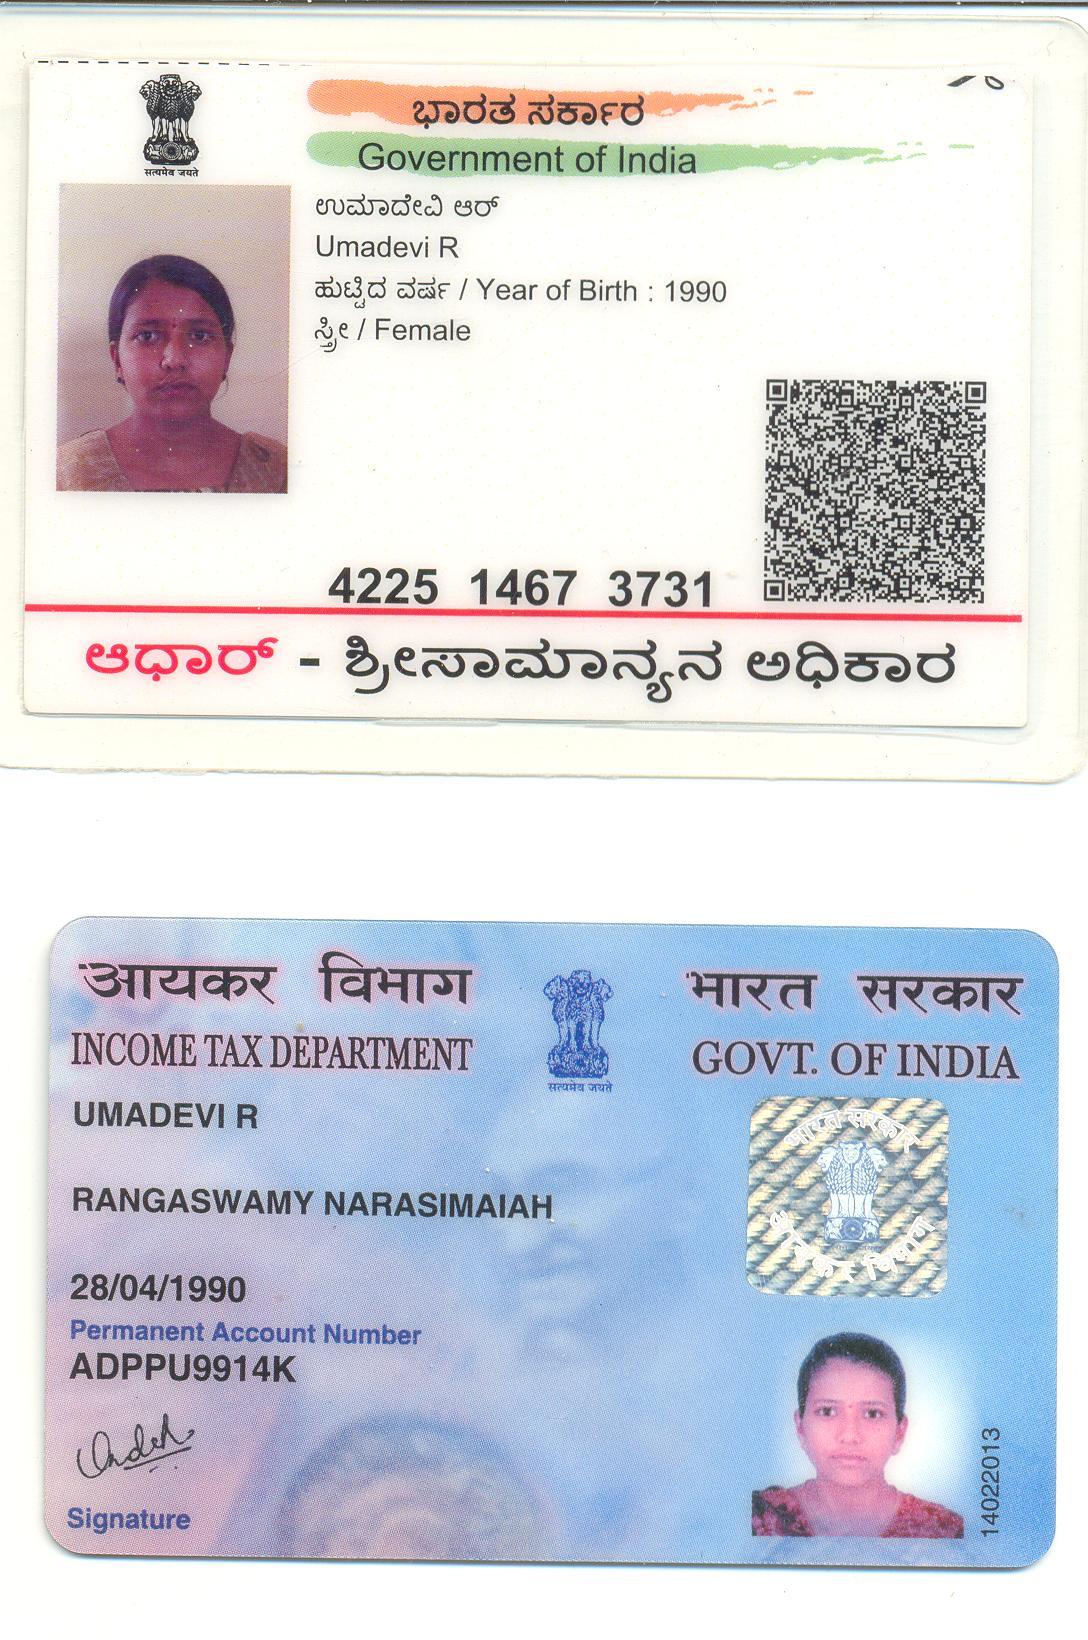 ಭಾರತ ಸರ್ಕಾರ
Government of India
सत्यमेव जयते
ಉಮಾದೇವಿ ಆರ್
Umadevi R
ಹುಟ್ಟಿದ ವರ್ಷ / Year of Birth : 1990
ಸ್ತ್ರೀ / Female
4225 1467 3731
ಆಧಾರ್ - ಶ್ರೀಸಾಮಾನ್ಯನ ಅಧಿಕಾರ
आयकर विभाग भारत सरकार
INCOME TAX DEPARTMENT GOVT. OF INDIA
सत्यमेव जयते
UMADEVI R
भारत सरकार
आयकर विभाग
RANGASWAMY NARASIMAIAH
28/04/1990
Permanent Account Number
ADPPU9914K
Signature
14022013